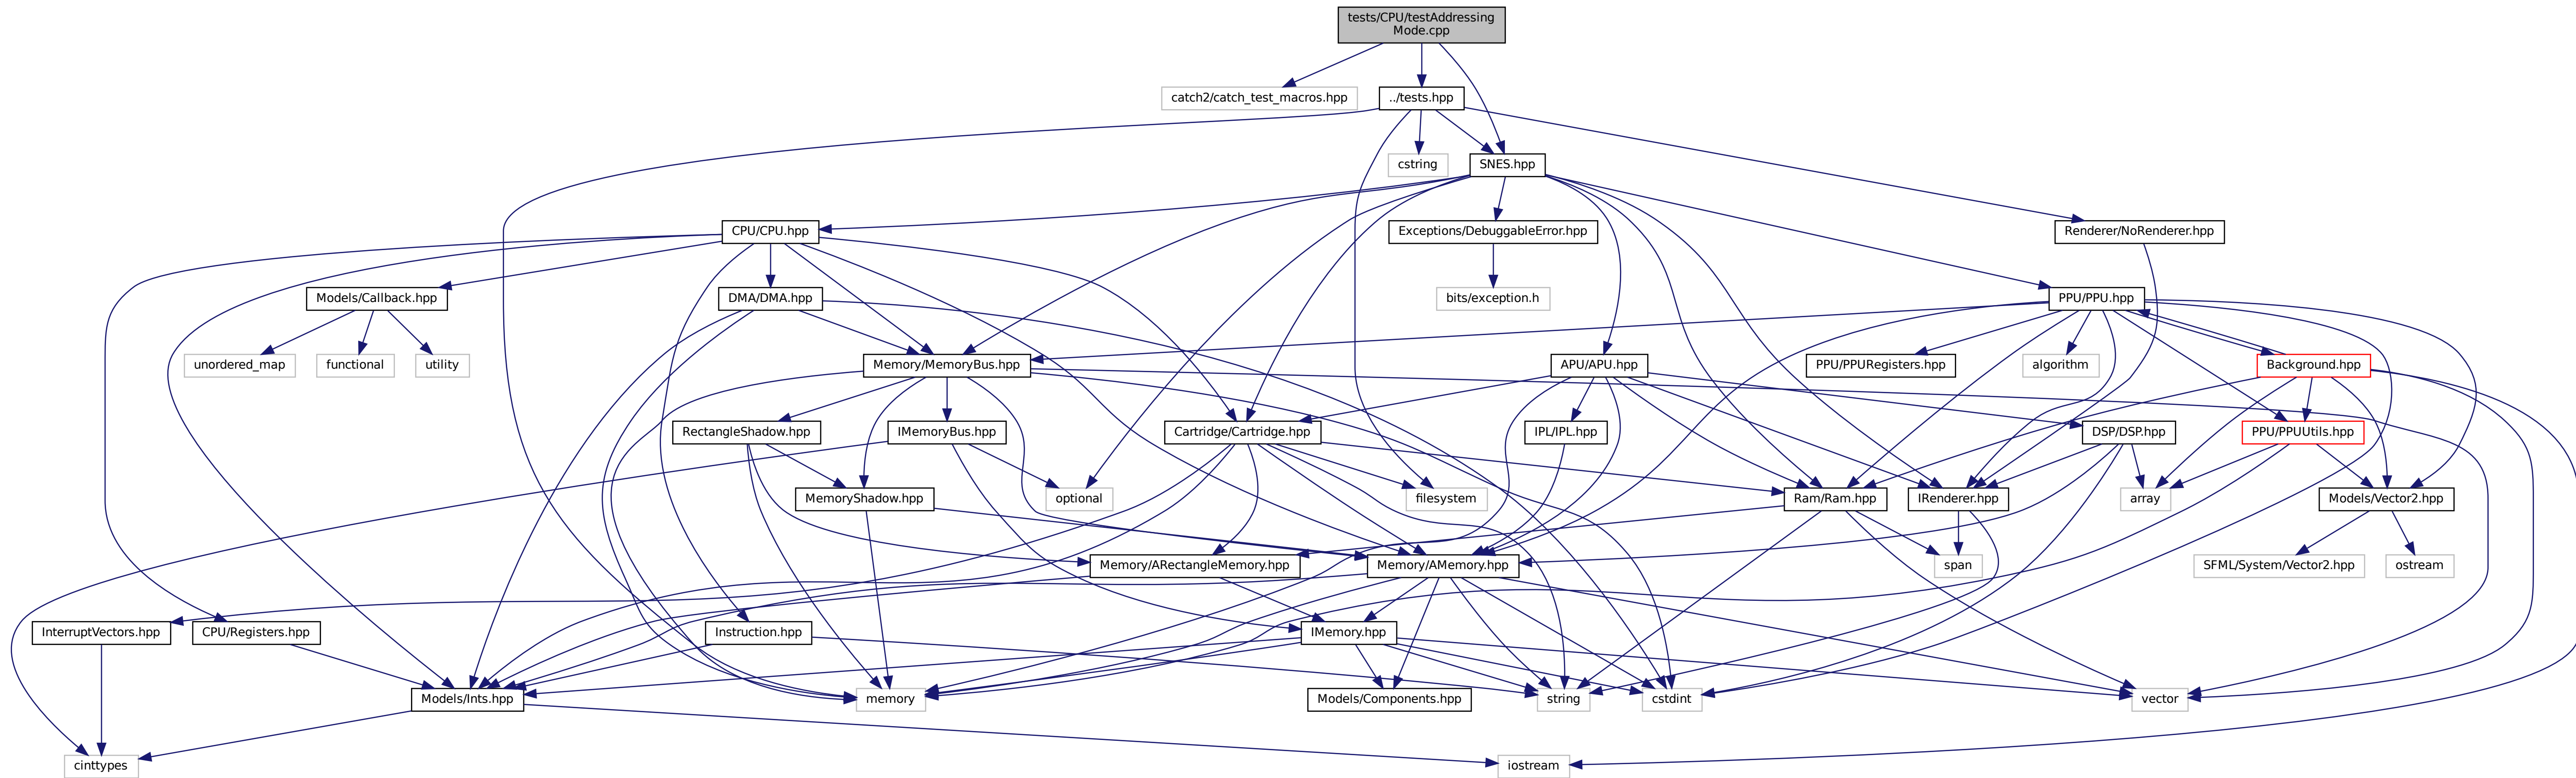 tests/CPU/testAddressing
Mode.cpp
catch2/catch_test_macros.hpp
../tests.hpp
cstring
SNES.hpp
CPU/CPU.hpp
Exceptions/DebuggableError.hpp
Renderer/NoRenderer.hpp
Models/Callback.hpp
DMA/DMA.hpp
bits/exception.h
PPU/PPU.hpp
unordered_map
functional
utility
Memory/MemoryBus.hpp
APU/APU.hpp
PPU/PPURegisters.hpp
algorithm
Background.hpp
RectangleShadow.hpp
IMemoryBus.hpp
Cartridge/Cartridge.hpp
IPL/IPL.hpp
DSP/DSP.hpp
PPU/PPUUtils.hpp
MemoryShadow.hpp
optional
filesystem
Ram/Ram.hpp
IRenderer.hpp
array
Models/Vector2.hpp
Memory/ARectangleMemory.hpp
Memory/AMemory.hpp
span
SFML/System/Vector2.hpp
ostream
InterruptVectors.hpp
CPU/Registers.hpp
Instruction.hpp
IMemory.hpp
Models/Ints.hpp
memory
Models/Components.hpp
string
cstdint
vector
cinttypes
iostream